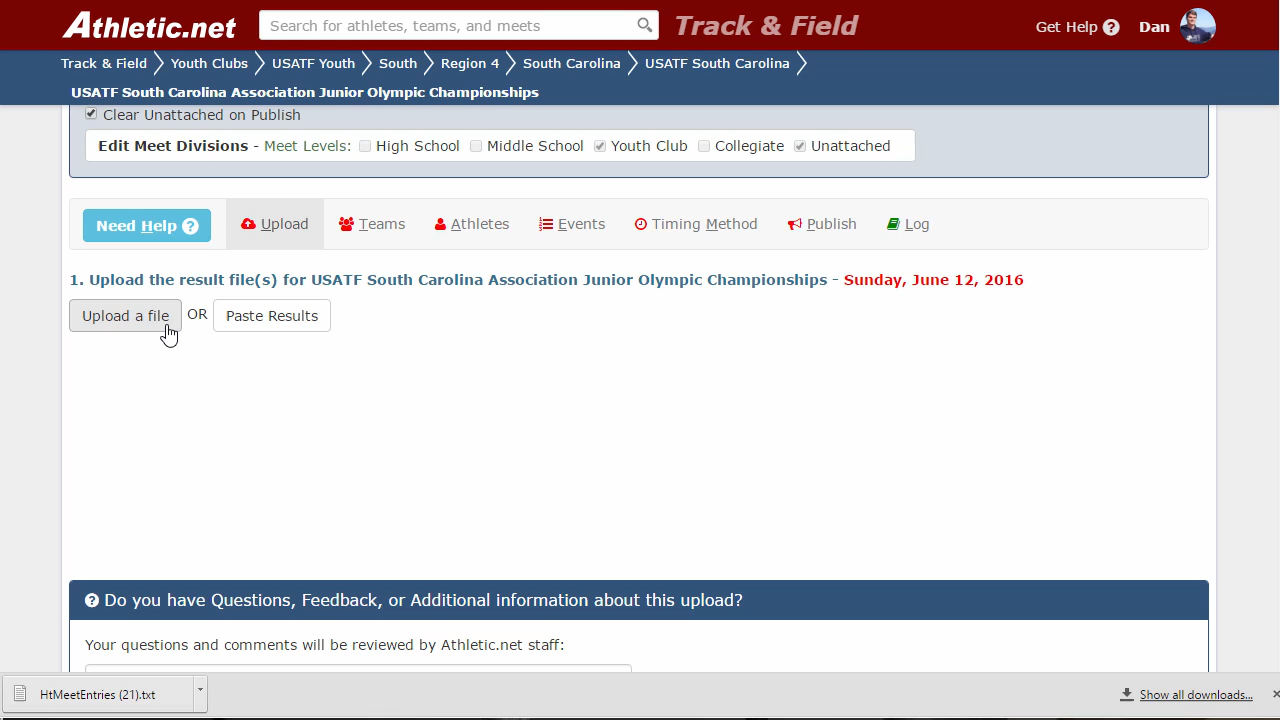 Athletic.net Search for athletes, teams, and meets Track & Field Get Help Dan
Track & Field Youth Clubs USATF Youth South Region 4 South Carolina USATF South Carolina
USATF South Carolina Association Junior Olympic Championships
Clear Unattached on Publish
Edit Meet Divisions - Meet Levels: High School Middle School Youth Club Collegiate Unattached
Need Help Upload Teams Athletes Events Timing Method Publish Log
1. Upload the result file(s) for USATF South Carolina Association Junior Olympic Championships - Sunday, June 12, 2016
Upload a file OR Paste Results
Do you have Questions, Feedback, or Additional information about this upload?
Your questions and comments will be reviewed by Athletic.net staff:
HtMeetEntries (21).txt Show all downloads...